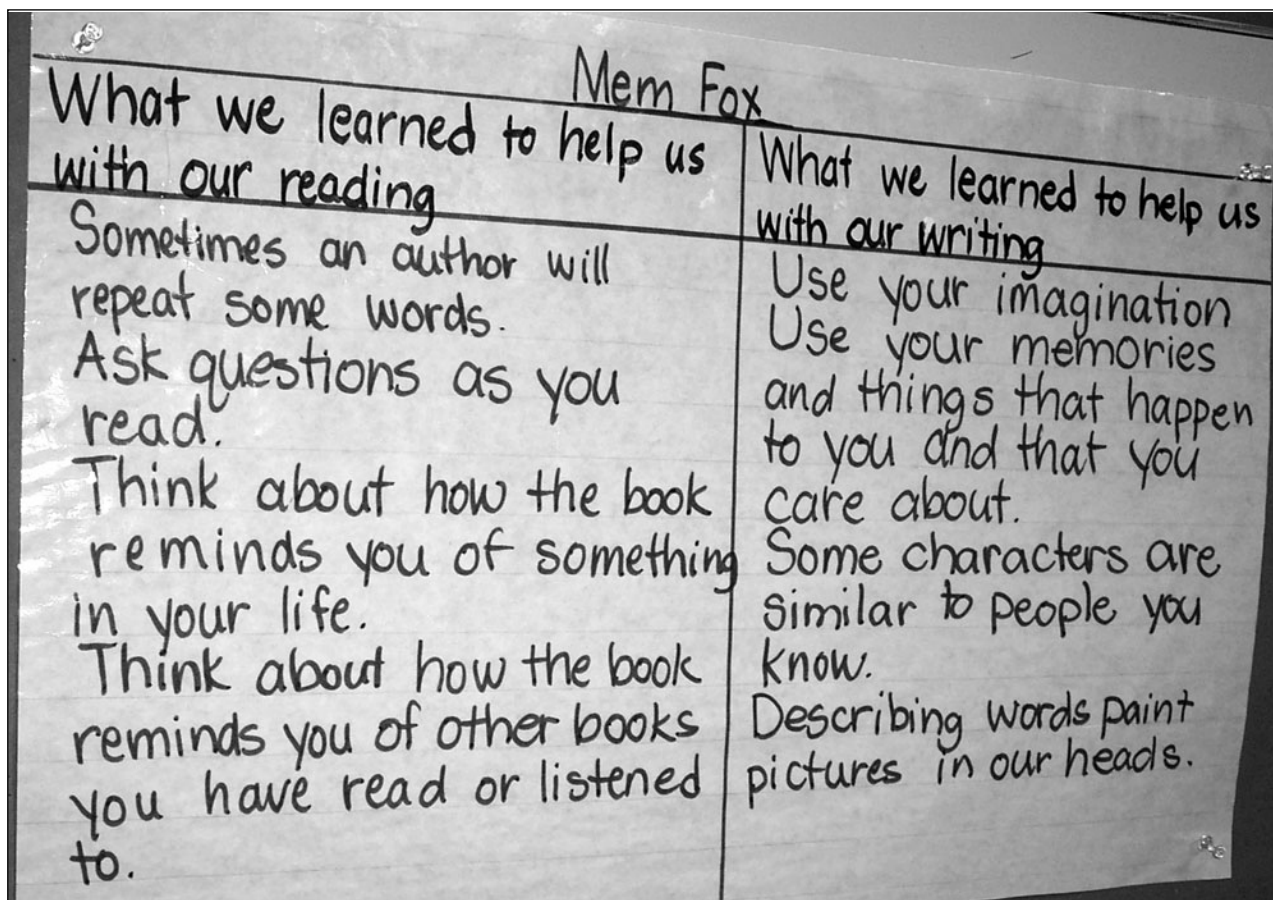 Mem Fox
What we learned to help us
with our reading
Sometimes an author will
repeat some words.
Ask questions as you
read.
Think about how the book
reminds you of something
in your life.
Think about how the book
reminds you of other books
you have read or listened
to.
What we learned to help us
with our writing
Use your imagination
Use your memories
and things that happen
to you and that you
care about.
Some characters are
similar to people you
know.
Describing words paint
pictures in our heads.